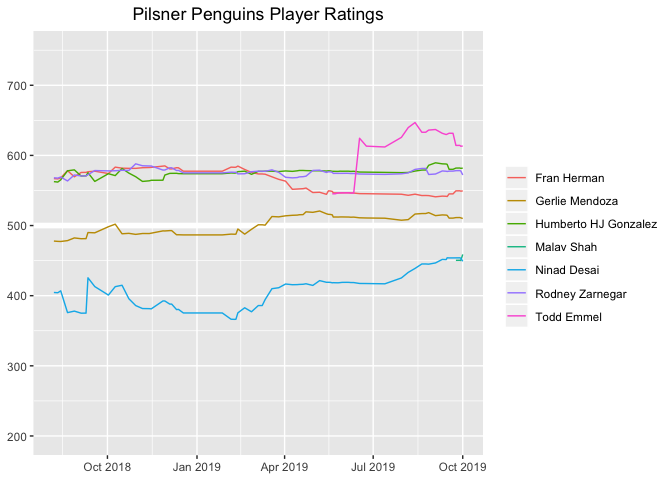 Pilsner Penguins Player Ratings
700
600
500
400
300
200
Oct 2018
Jan 2019
Apr 2019
Jul 2019
Oct 2019
Fran Herman
Gerlie Mendoza
Humberto HJ Gonzalez
Malav Shah
Ninad Desai
Rodney Zarnegar
Todd Emmel